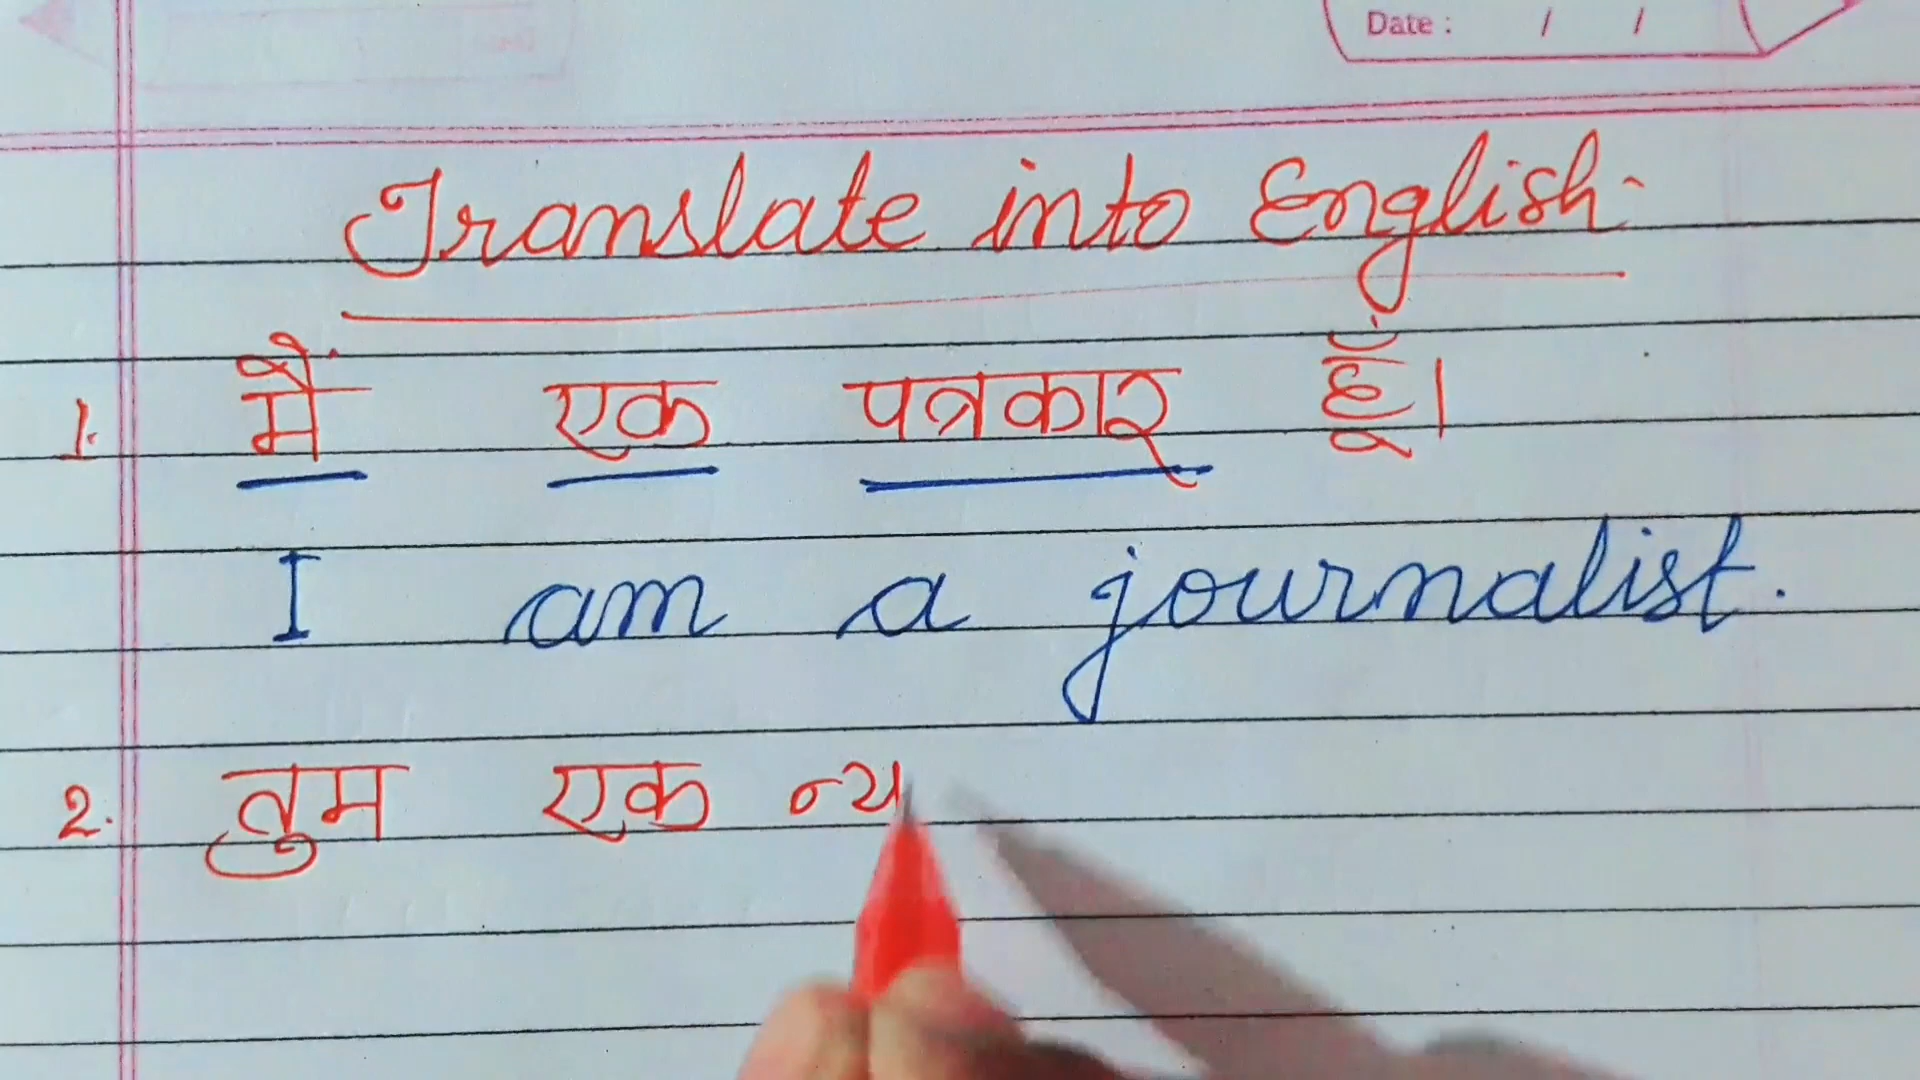 Date : / /
Translate into English-
1. मैं एक पत्रकार हूँ।
I am a journalist.
2. तुम एक न्य